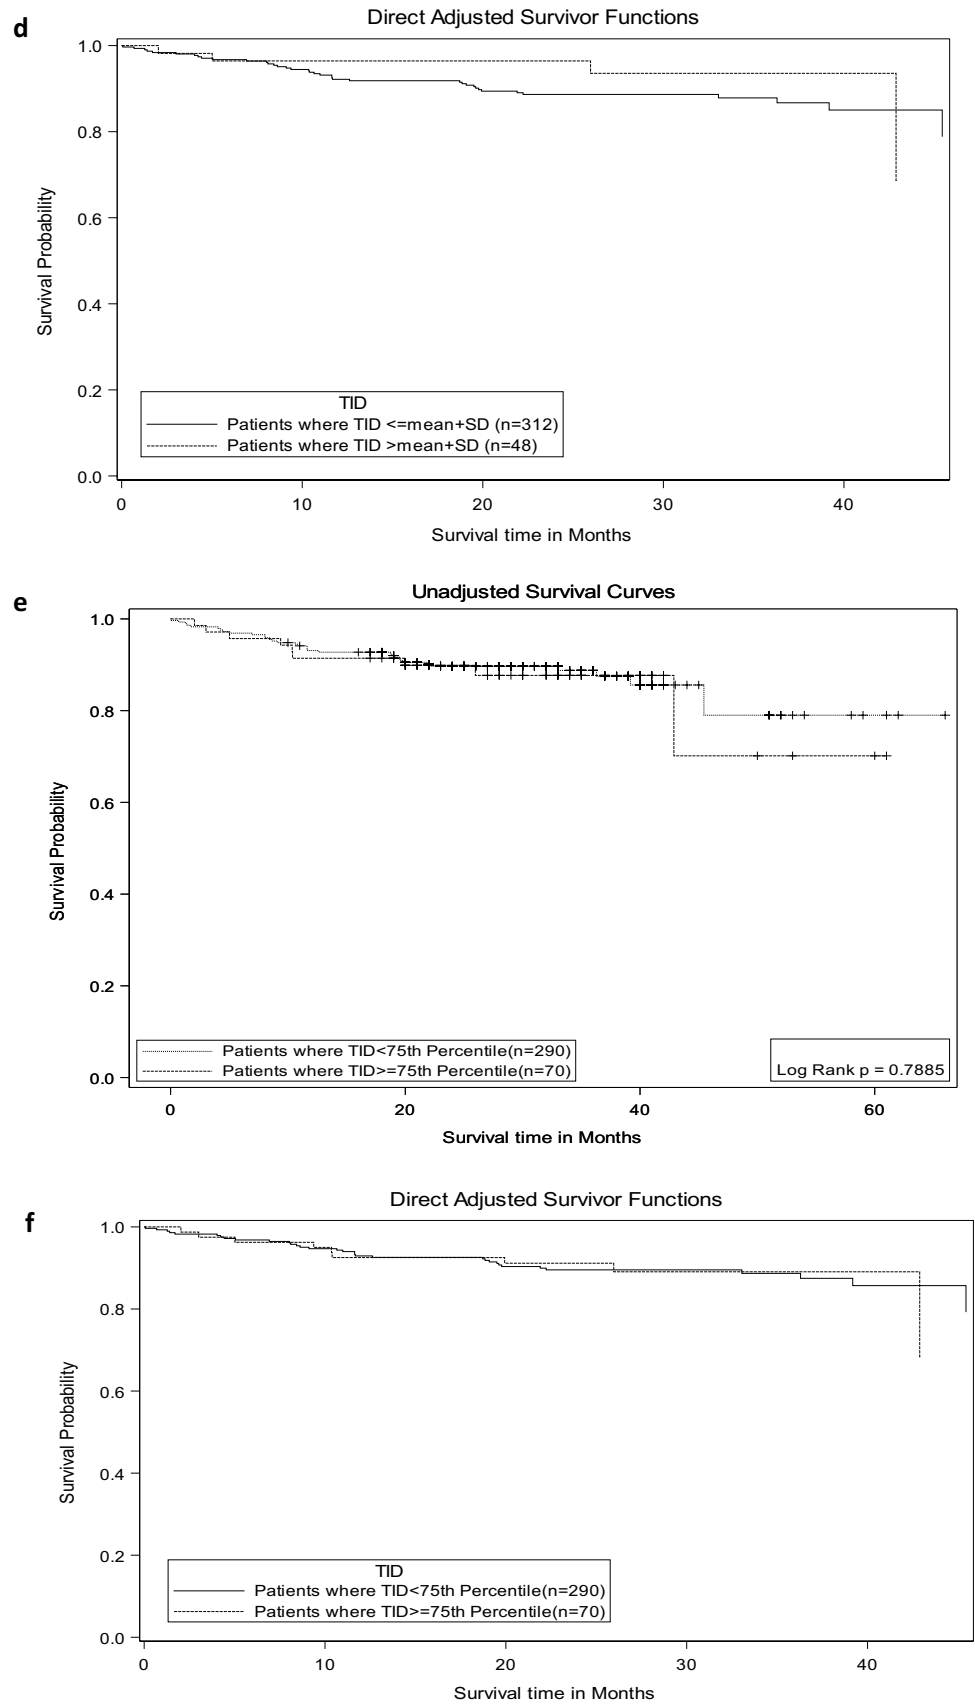 d
Direct Adjusted Survivor Functions
1.0
0.8
0.6
0.4
0.2
0.0
Survival Probability
TID
Patients where TID <=mean+SD (n=312)
Patients where TID >mean+SD (n=48)
0 10 20 30 40
Survival time in Months
e
Unadjusted Survival Curves
1.0
0.8
0.6
0.4
0.2
0.0
Survival Probability
Patients where TID<75th Percentile(n=290)
Patients where TID>=75th Percentile(n=70)
Log Rank p = 0.7885
0 20 40 60
Survival time in Months
f
Direct Adjusted Survivor Functions
1.0
0.8
0.6
0.4
0.2
0.0
Survival Probability
TID
Patients where TID<75th Percentile(n=290)
Patients where TID>=75th Percentile(n=70)
0 10 20 30 40
Survival time in Months